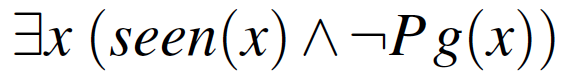 ∃x (seen(x) ∧ ¬P g(x))